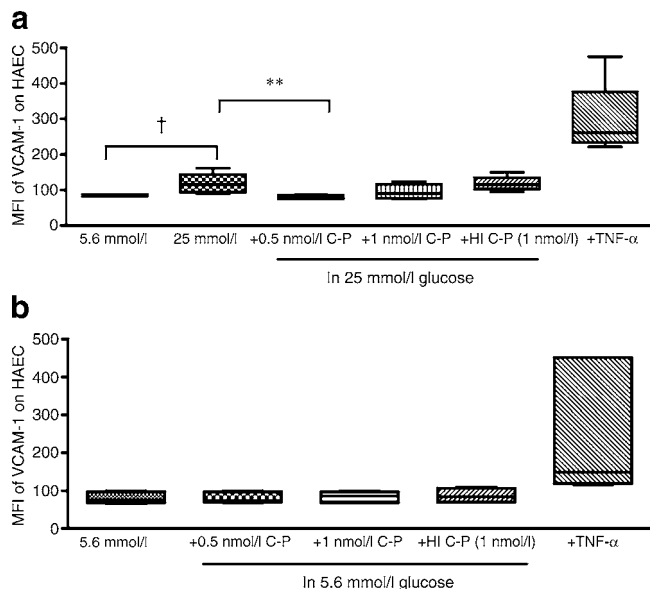 a
MFI of VCAM-1 on HAEC
500
400
300
200
100
0
**
†
5.6 mmol/l 25 mmol/l +0.5 nmol/l C-P +1 nmol/l C-P +HI C-P (1 nmol/l) +TNF-α
In 25 mmol/l glucose
b
MFI of VCAM-1 on HAEC
500
400
300
200
100
0
5.6 mmol/l +0.5 nmol/l C-P +1 nmol/l C-P +HI C-P (1 nmol/l) +TNF-α
In 5.6 mmol/l glucose